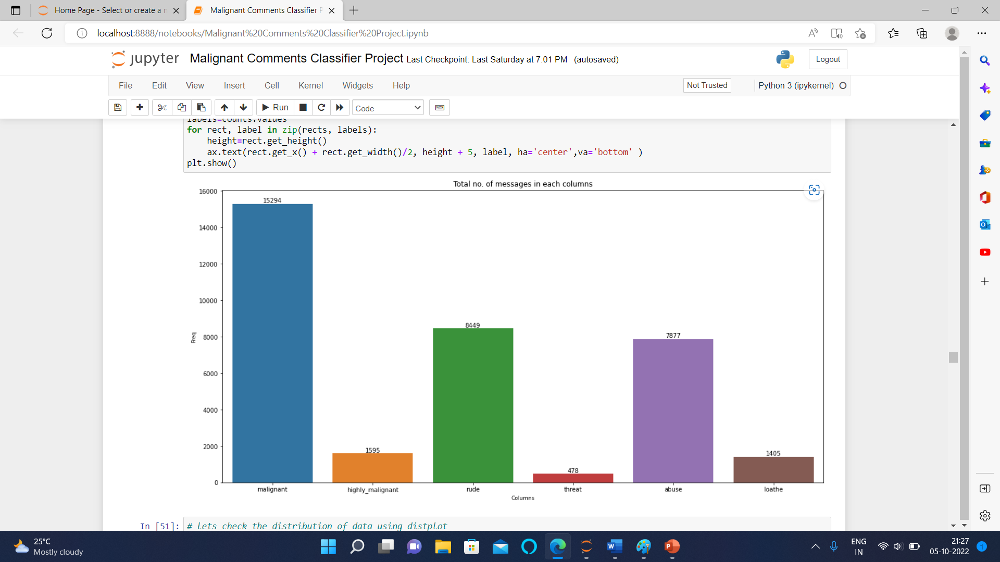 Home Page - Select or create a n
Malignant Comments Classifier P
localhost:8888/notebooks/Malignant%20Comments%20Classifier%20Project.ipynb
jupyter Malignant Comments Classifier Project Last Checkpoint: Last Saturday at 7:01 PM (autosaved)
Logout
File Edit View Insert Cell Kernel Widgets Help
Not Trusted
Python 3 (ipykernel)
Run
Code
labels=counts.values
for rect, label in zip(rects, labels):
height=rect.get_height()
ax.text(rect.get_x() + rect.get_width()/2, height + 5, label, ha='center',va='bottom' )
plt.show()
Total no. of messages in each columns
16000
14000
12000
10000
8000
6000
4000
2000
0
Freq
15294
1595
8449
478
7877
1405
malignant highly_malignant rude threat abuse loathe
Columns
In [51]: # lets check the distribution of data using distplot
25°C
Mostly cloudy
ENG
IN
21:27
05-10-2022
1